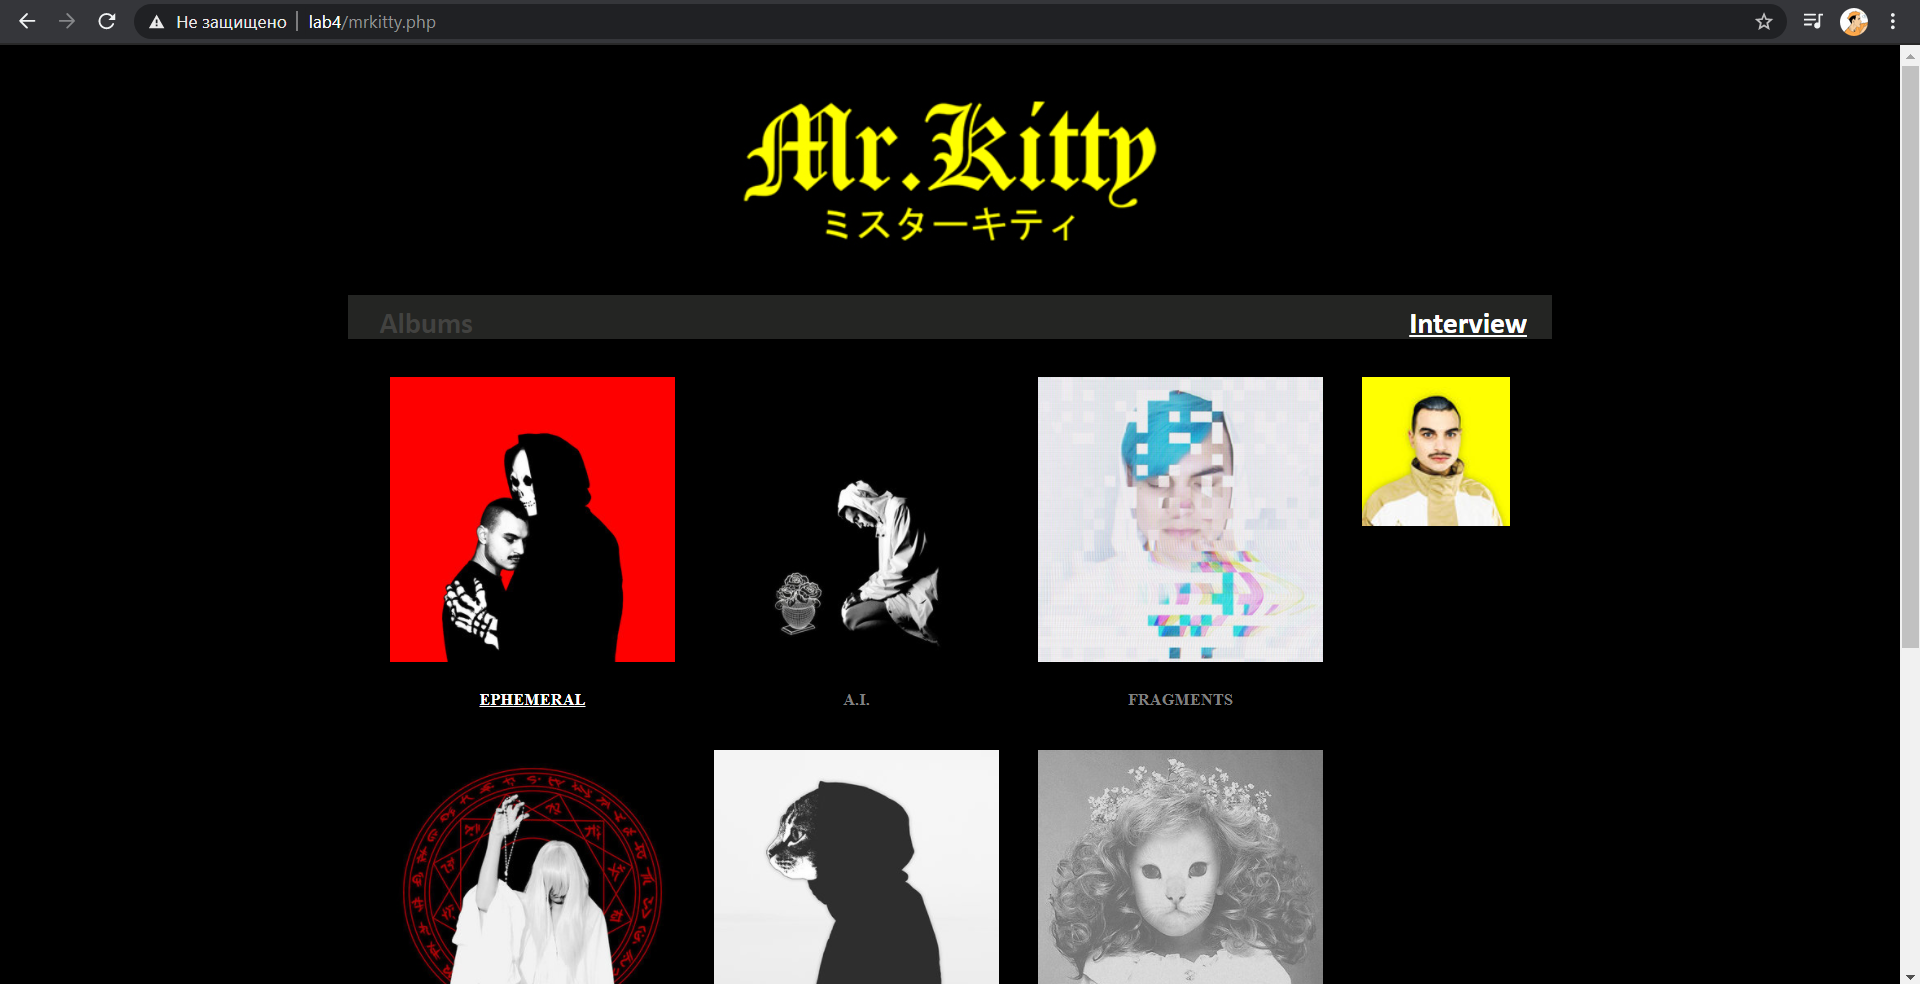 Не защищено | lab4/mrkitty.php
Mr.Kitty
ミスターキティ
Albums Interview
EPHEMERAL A.I. FRAGMENTS